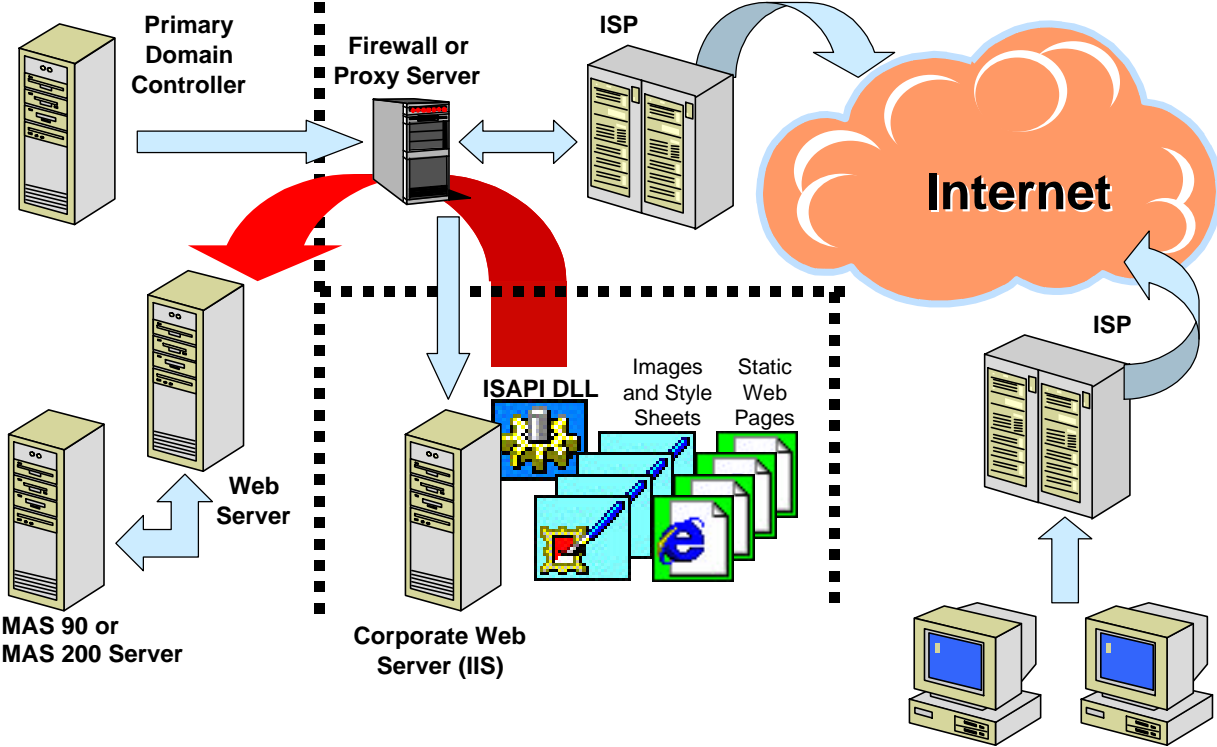 Primary
Domain
Controller
Firewall or
Proxy Server
ISP
Internet
ISP
ISAPI DLL
Images
and Style
Sheets
Static
Web
Pages
Web
Server
MAS 90 or
MAS 200 Server
Corporate Web
Server (IIS)